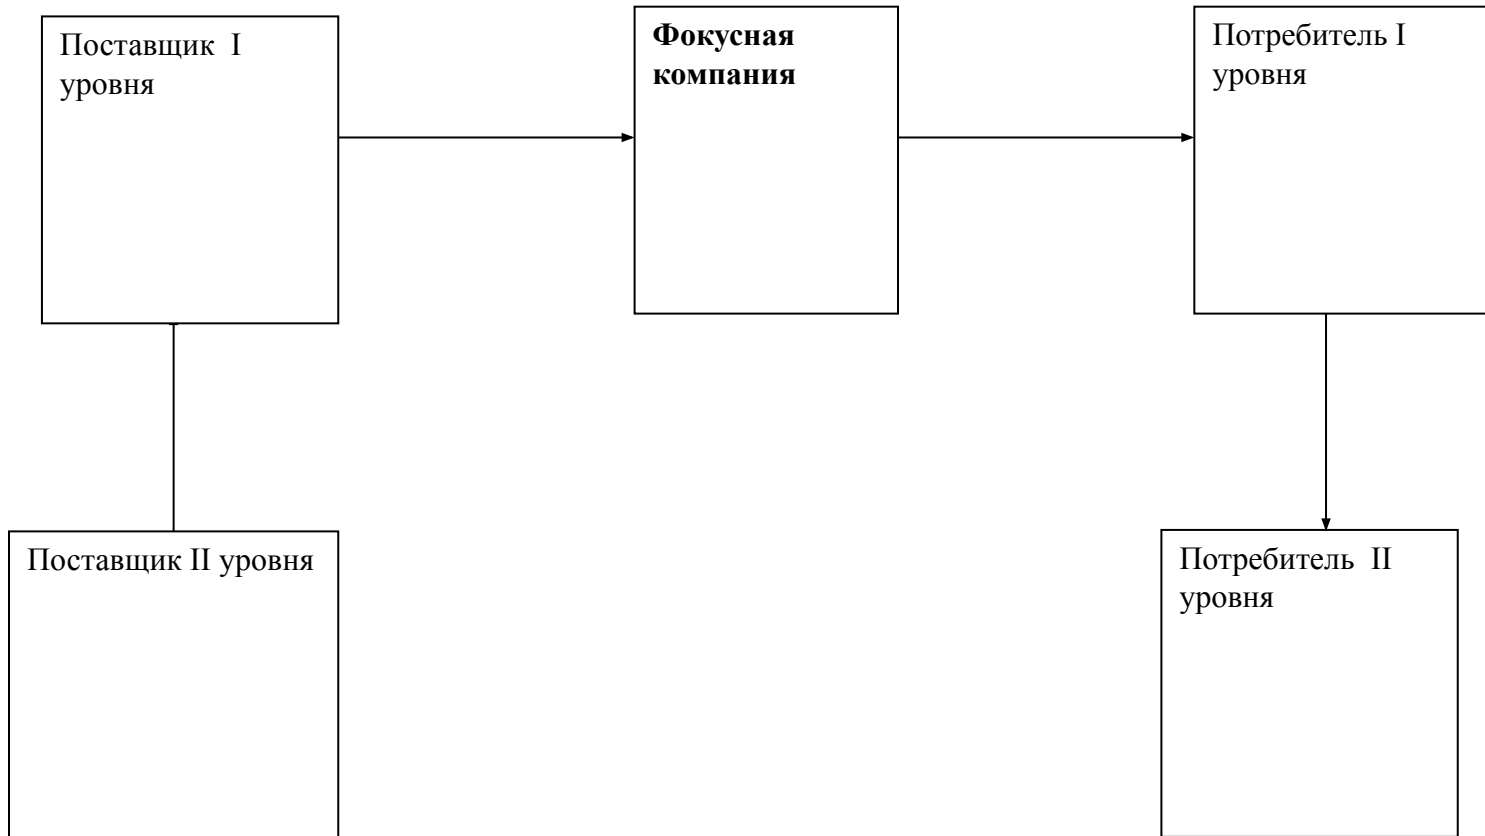 Поставщик I
уровня
Фокусная
компания
Потребитель I
уровня
Поставщик II уровня
Потребитель II
уровня